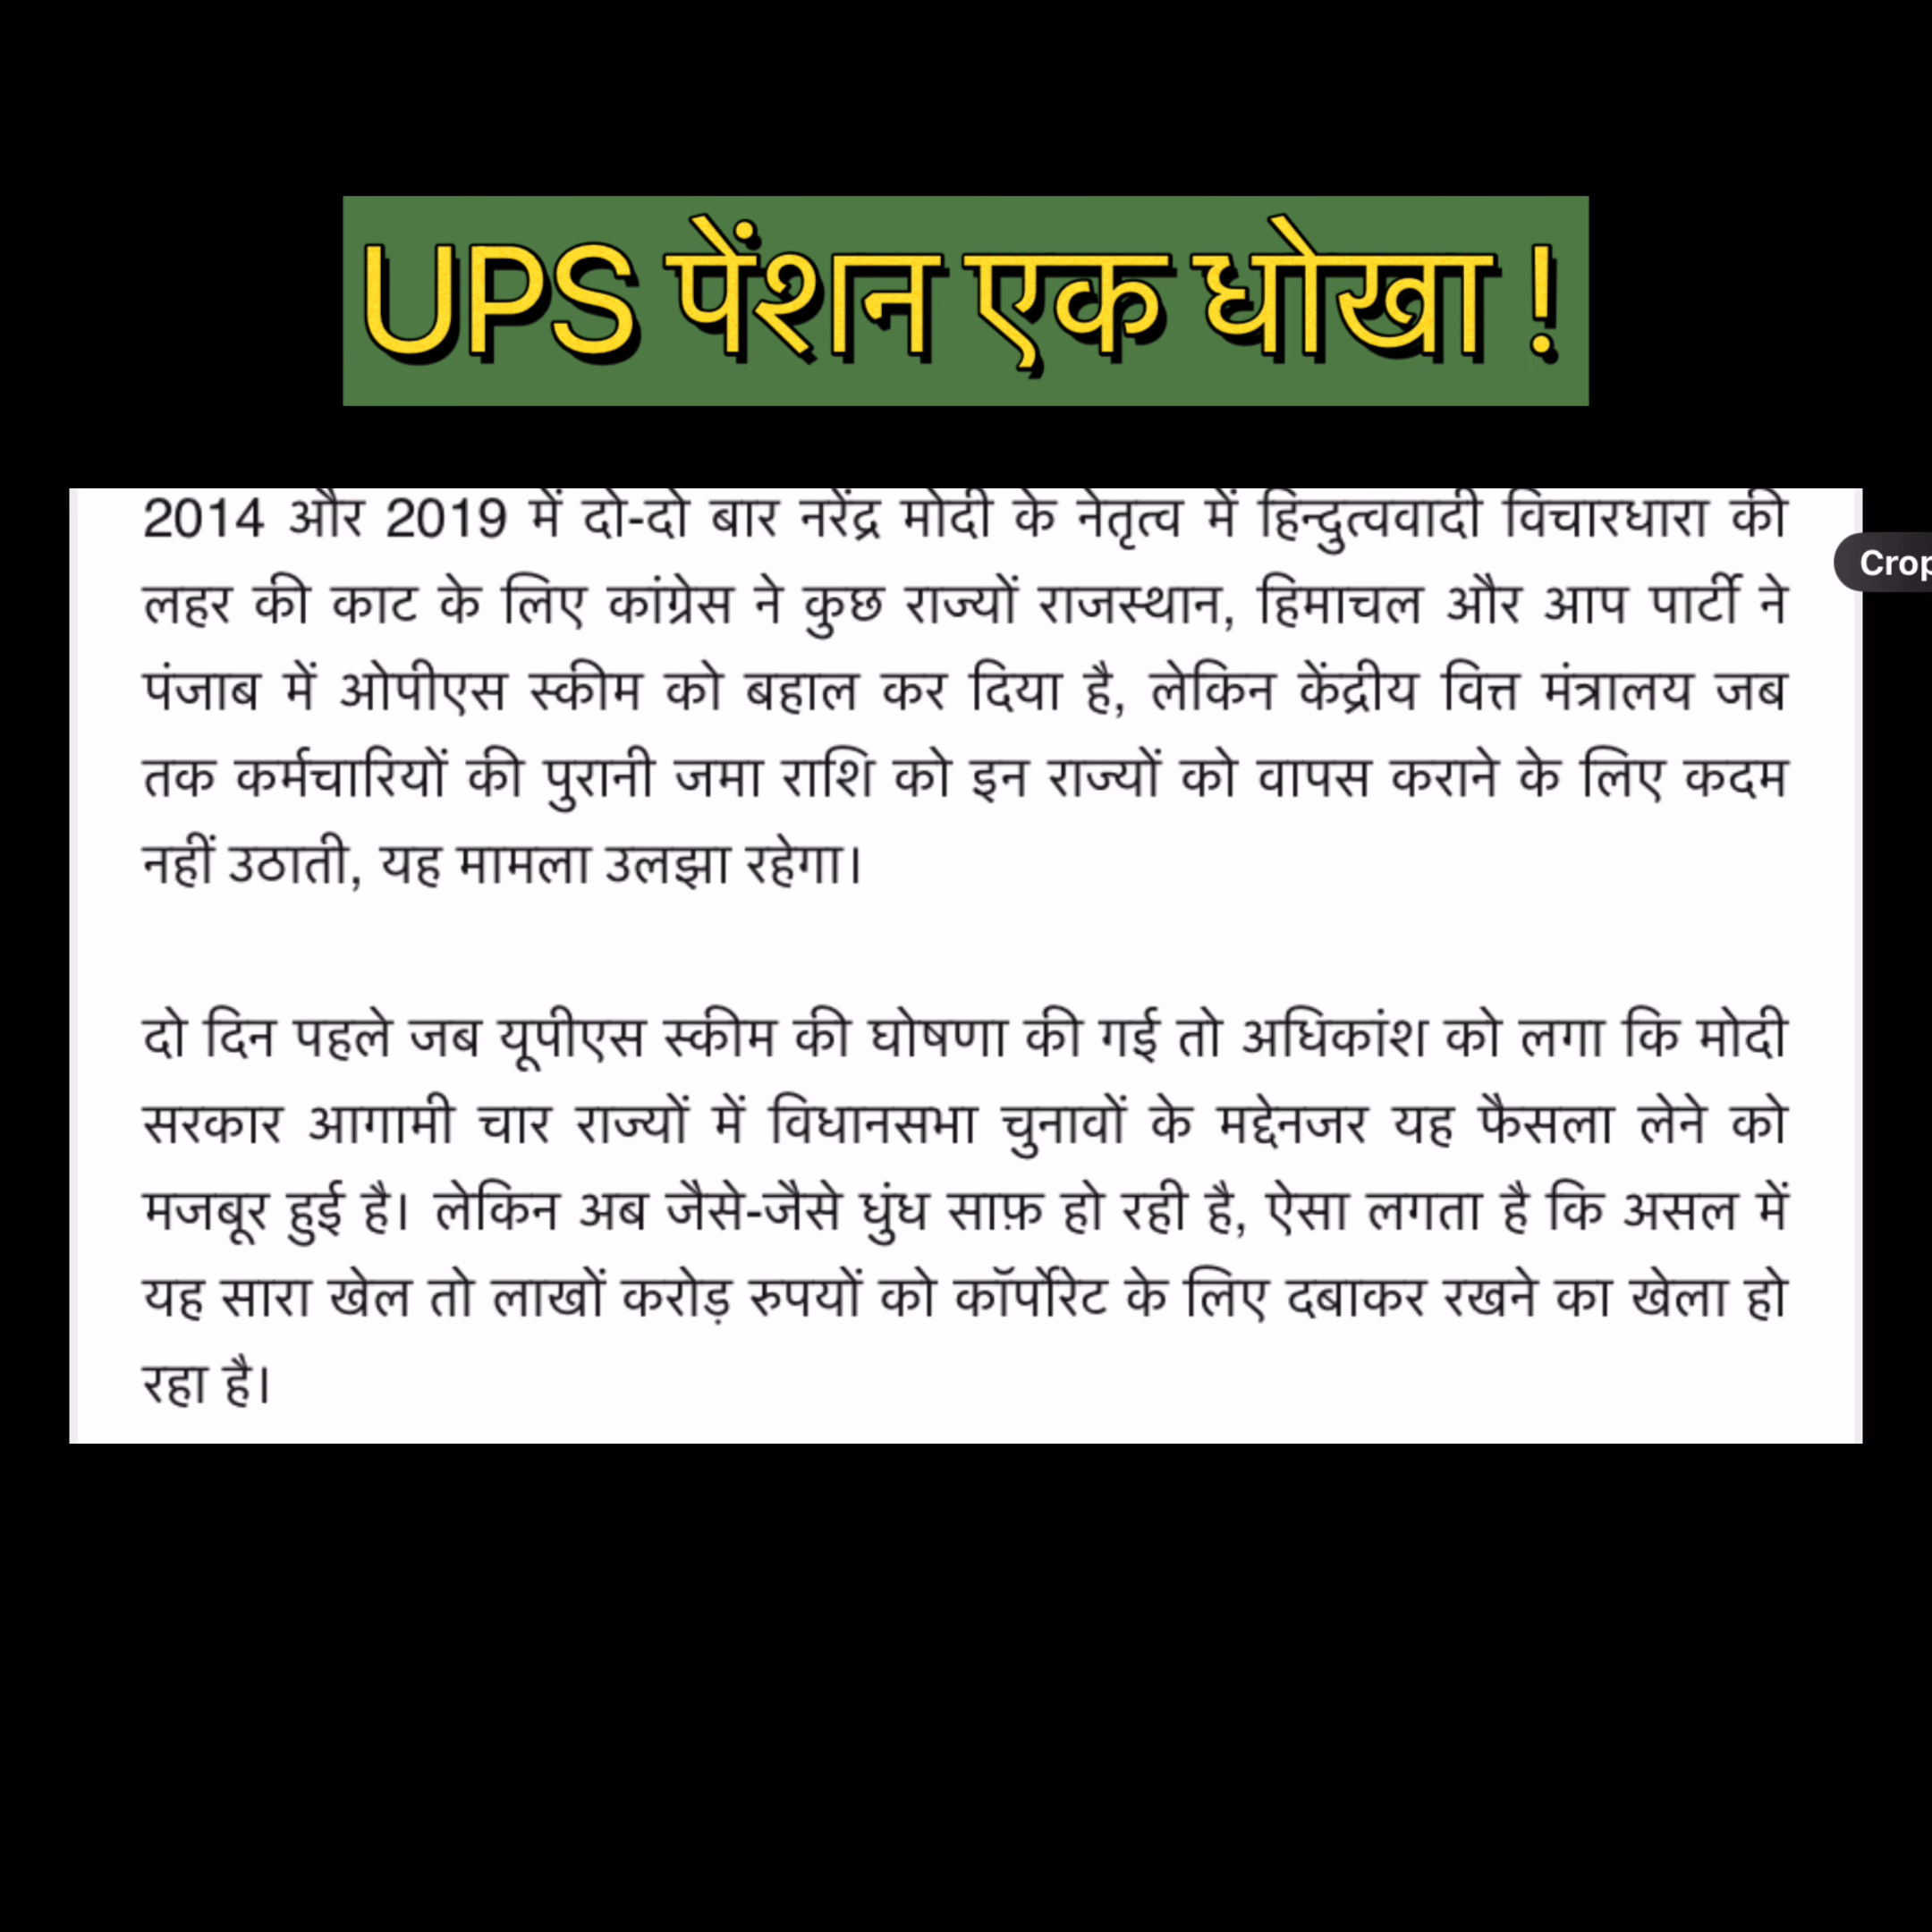 UPS पेंशन एक धोखा !
2014 और 2019 में दो-दो बार नरेंद्र मोदी के नेतृत्व में हिन्दुत्ववादी विचारधारा की
लहर की काट के लिए कांग्रेस ने कुछ राज्यों राजस्थान, हिमाचल और आप पार्टी ने
पंजाब में ओपीएस स्कीम को बहाल कर दिया है, लेकिन केंद्रीय वित्त मंत्रालय जब
तक कर्मचारियों की पुरानी जमा राशि को इन राज्यों को वापस कराने के लिए कदम
नहीं उठाती, यह मामला उलझा रहेगा।
दो दिन पहले जब यूपीएस स्कीम की घोषणा की गई तो अधिकांश को लगा कि मोदी
सरकार आगामी चार राज्यों में विधानसभा चुनावों के मद्देनजर यह फैसला लेने को
मजबूर हुई है। लेकिन अब जैसे-जैसे धुंध साफ़ हो रही है, ऐसा लगता है कि असल में
यह सारा खेल तो लाखों करोड़ रुपयों को कॉर्पोरेट के लिए दबाकर रखने का खेला हो
रहा है।
Crop